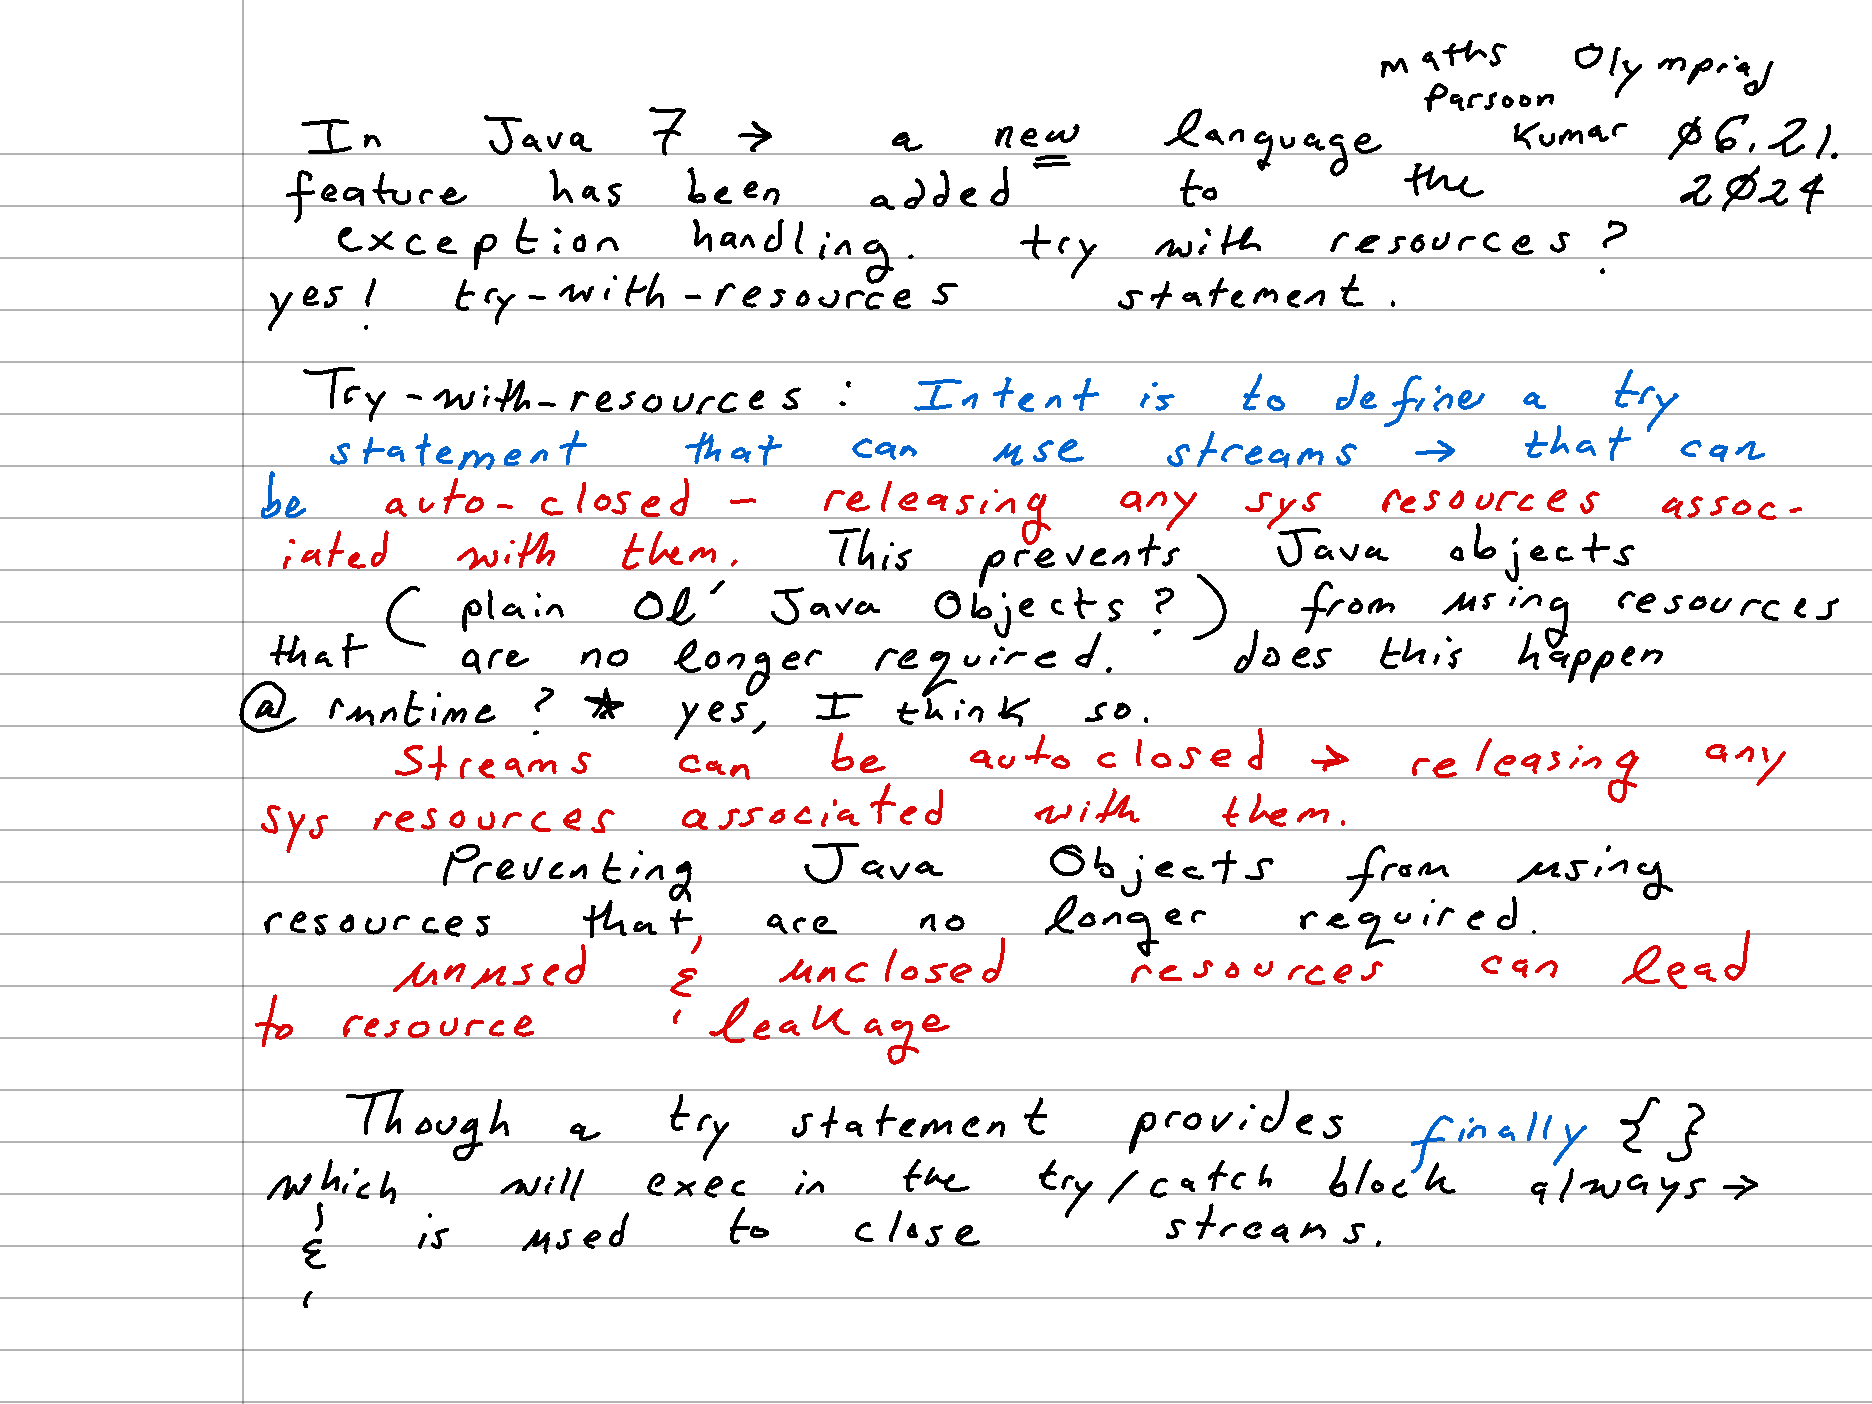 maths Olympiad
Parsoon
Kumar Ø6.21.
2Ø24
In Java 7 → a new language
feature has been added to the
exception handling. try with resources?
yes! try-with-resources statement.
Try-with-resources: Intent is to define a try
statement that can use streams → that can
be auto-closed - releasing any sys resources assoc-
iated with them. This prevents Java objects
(plain Ol' Java Objects?) from using resources
that are no longer required. does this happen
@ runtime? * yes, I think so.
Streams can be autoclosed → releasing any
sys resources associated with them.
Preventing Java Objects from using
resources that are no longer required.
unused & unclosed resources can lead
to resource leakage
Though a try statement provides finally { }
which will exec in the try/catch block always →
& is used to close streams.